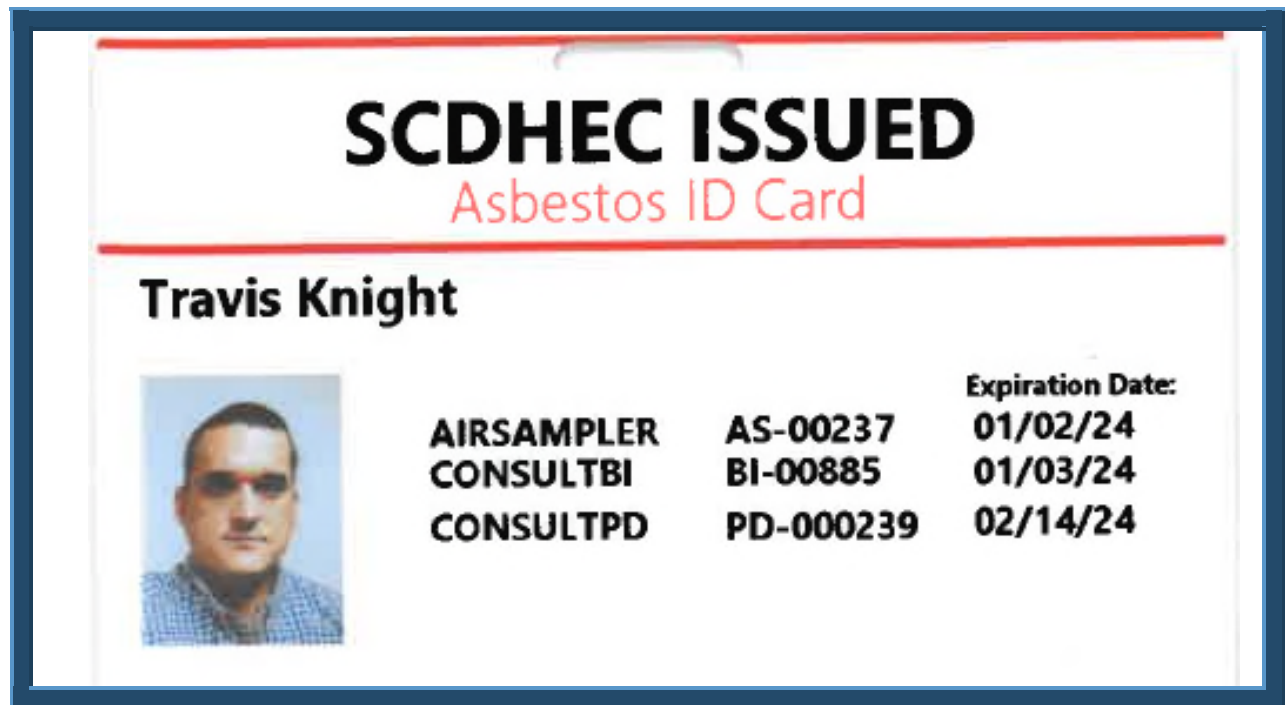 SCDHEC ISSUED
Asbestos ID Card
Travis Knight
Expiration Date:
AIRSAMPLER AS-00237 01/02/24
CONSULTBI BI-00885 01/03/24
CONSULTPD PD-000239 02/14/24